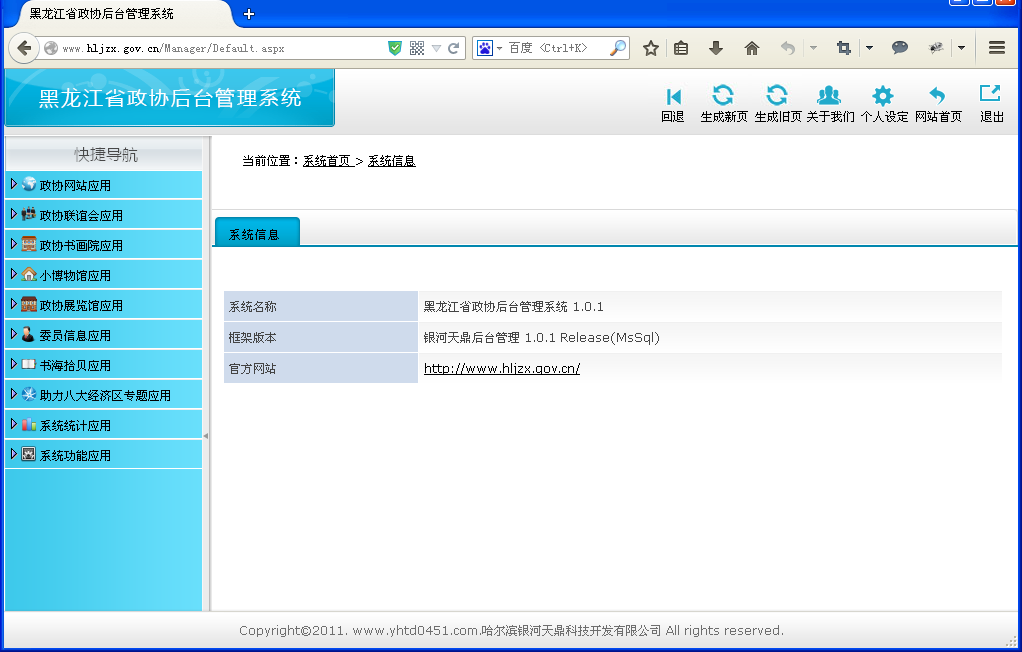 黑龙江省政协后台管理系统
www.hljzx.gov.cn/Manager/Default.aspx
百度 <Ctrl+K>
黑龙江省政协后台管理系统
回退 生成新页 生成旧页 关于我们 个人设定 网站首页 退出
快捷导航
当前位置：系统首页 > 系统信息
政协网站应用
政协联谊会应用
政协书画院应用
小博物馆应用
政协展览馆应用
委员信息应用
书海拾贝应用
助力八大经济区专题应用
系统统计应用
系统功能应用
系统信息
系统名称 黑龙江省政协后台管理系统 1.0.1
框架版本 银河天鼎后台管理 1.0.1 Release(MsSql)
官方网站 http://www.hljzx.gov.cn/
Copyright©2011. www.yhtd0451.com.哈尔滨银河天鼎科技开发有限公司 All rights reserved.